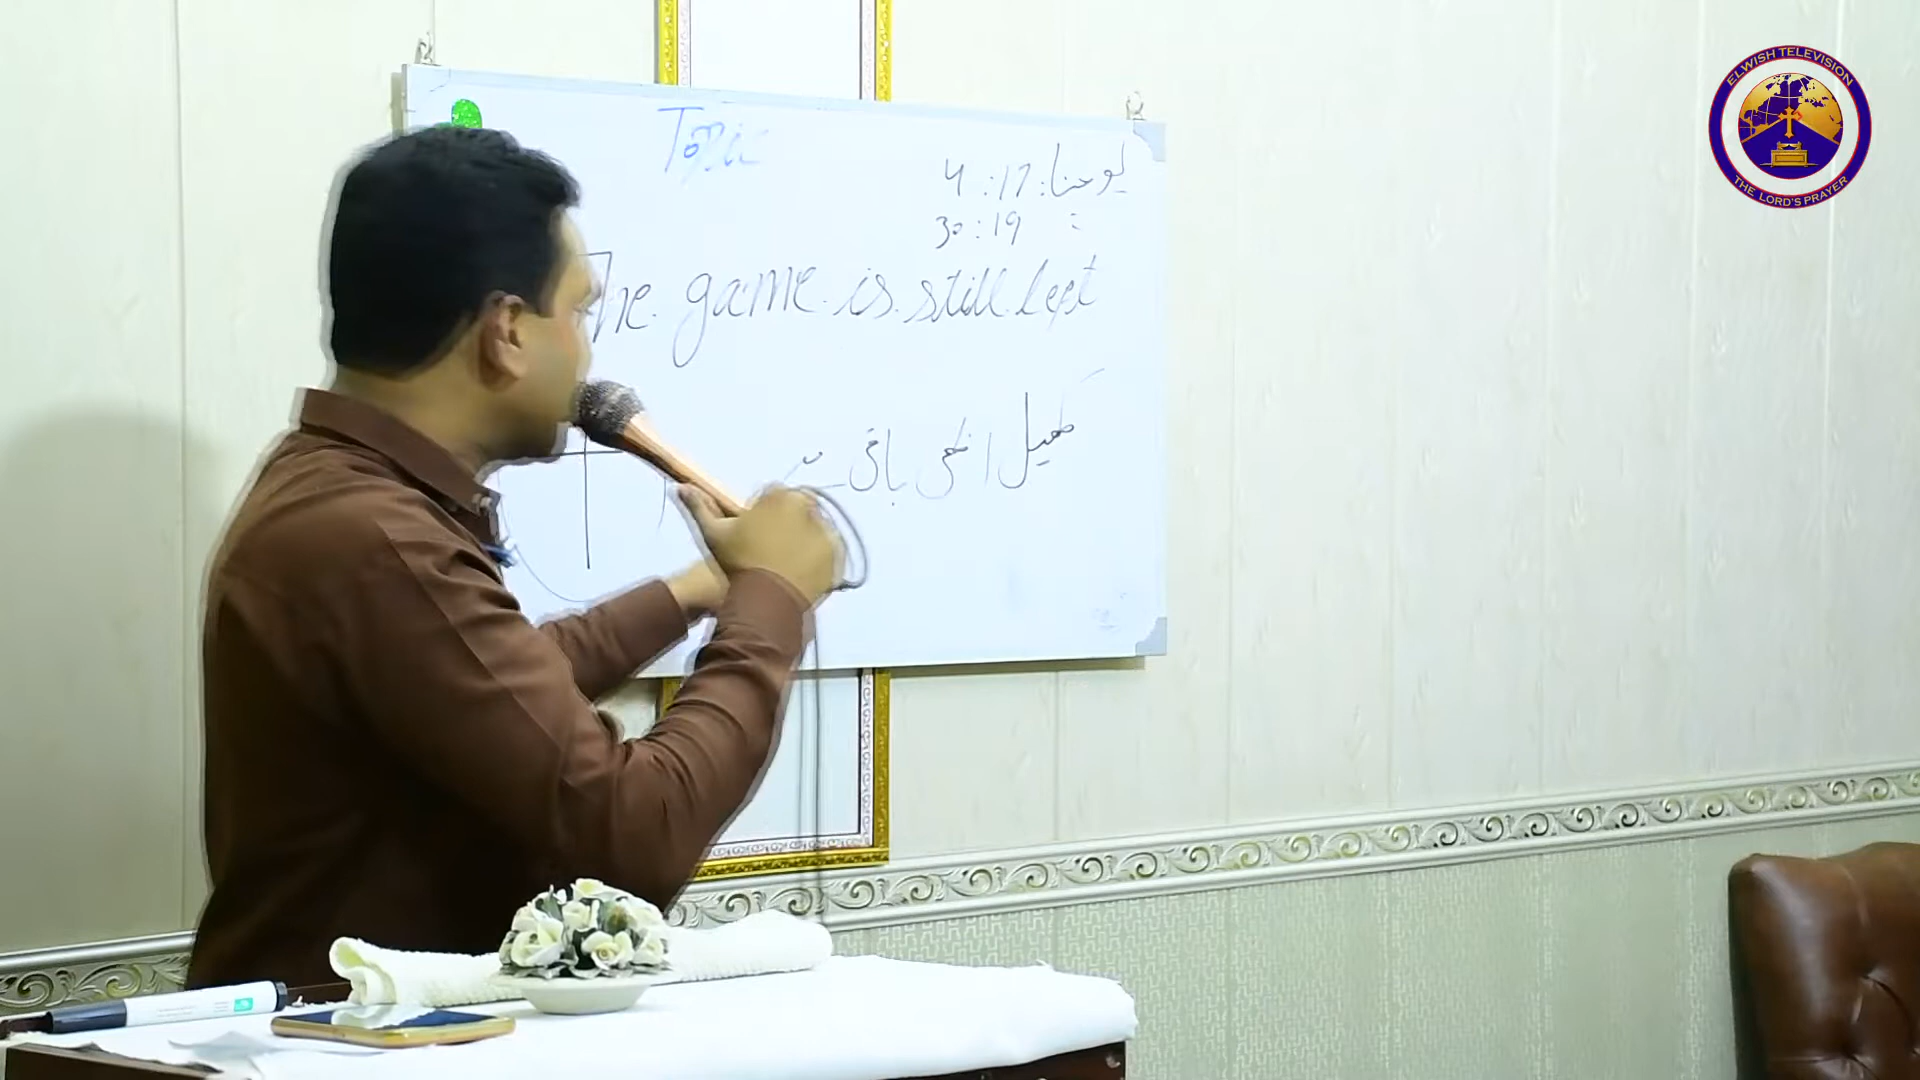 Topic
یوحنا: 17: 4
30: 19
The game is still left
کھیل ابھی باقی ہے
ELWISH TELEVISION
THE LORD'S PRAYER